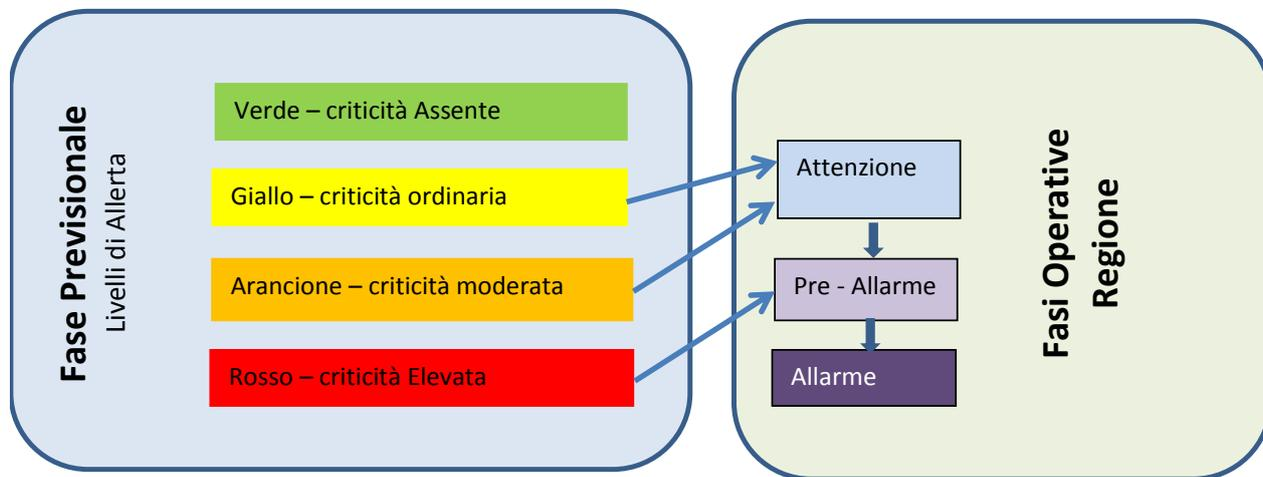 Fase Previsionale
Livelli di Allerta
Verde – criticità Assente
Giallo – criticità ordinaria
Arancione – criticità moderata
Rosso – criticità Elevata
Attenzione
Pre - Allarme
Allarme
Fasi Operative
Regione